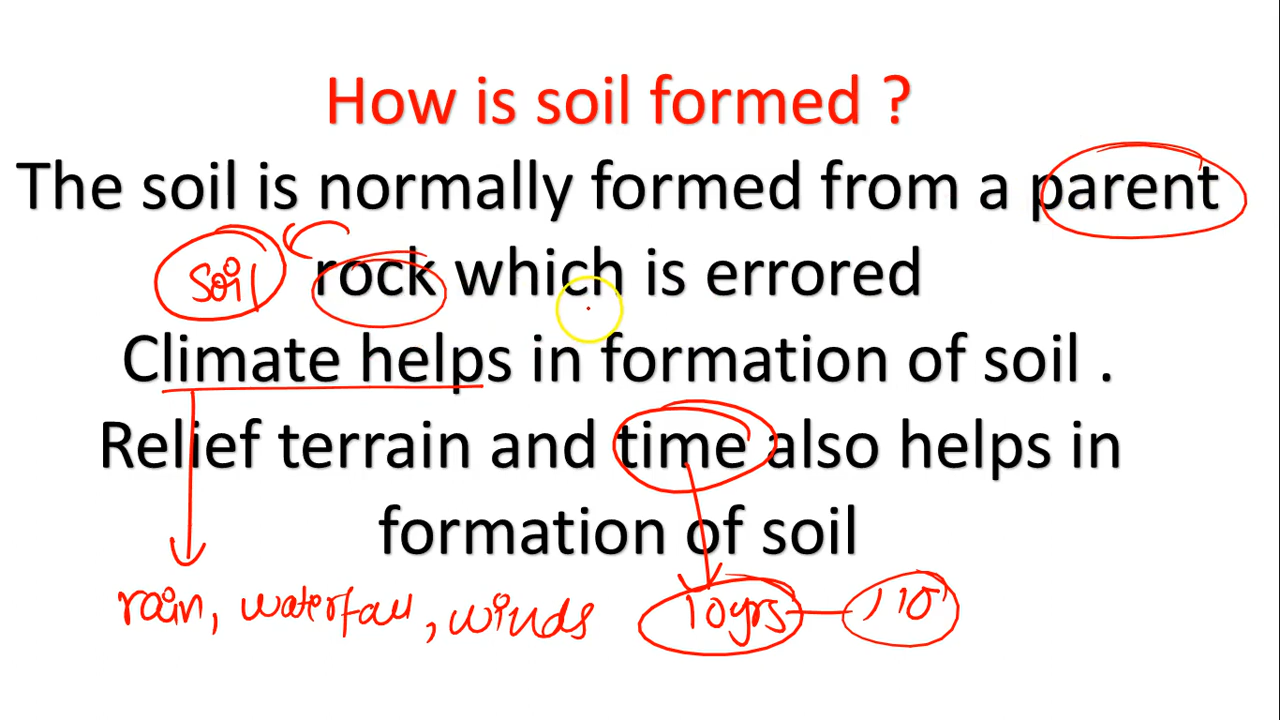 How is soil formed ?
The soil is normally formed from a parent
soil rock which is errored
Climate helps in formation of soil .
Relief terrain and time also helps in
formation of soil
rain, waterfall, winds 10yrs